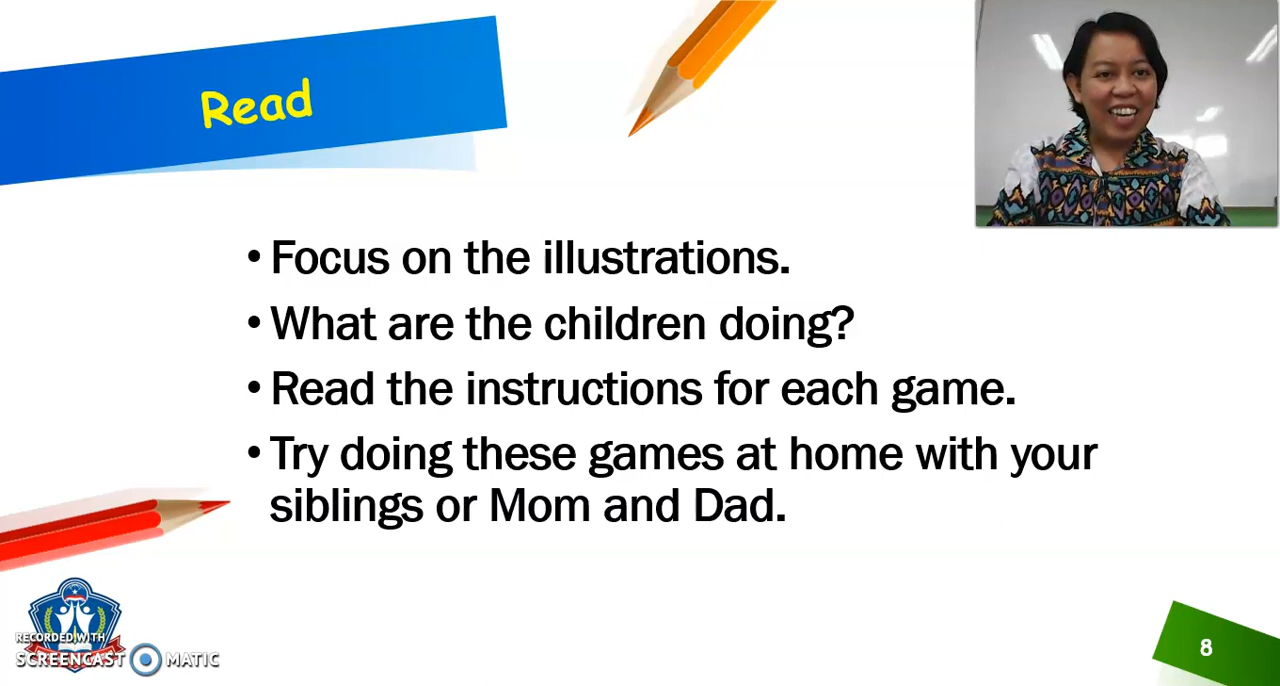 Read
• Focus on the illustrations.
• What are the children doing?
• Read the instructions for each game.
• Try doing these games at home with your
siblings or Mom and Dad.
RECORDED WITH
SCREENCAST MATIC
8